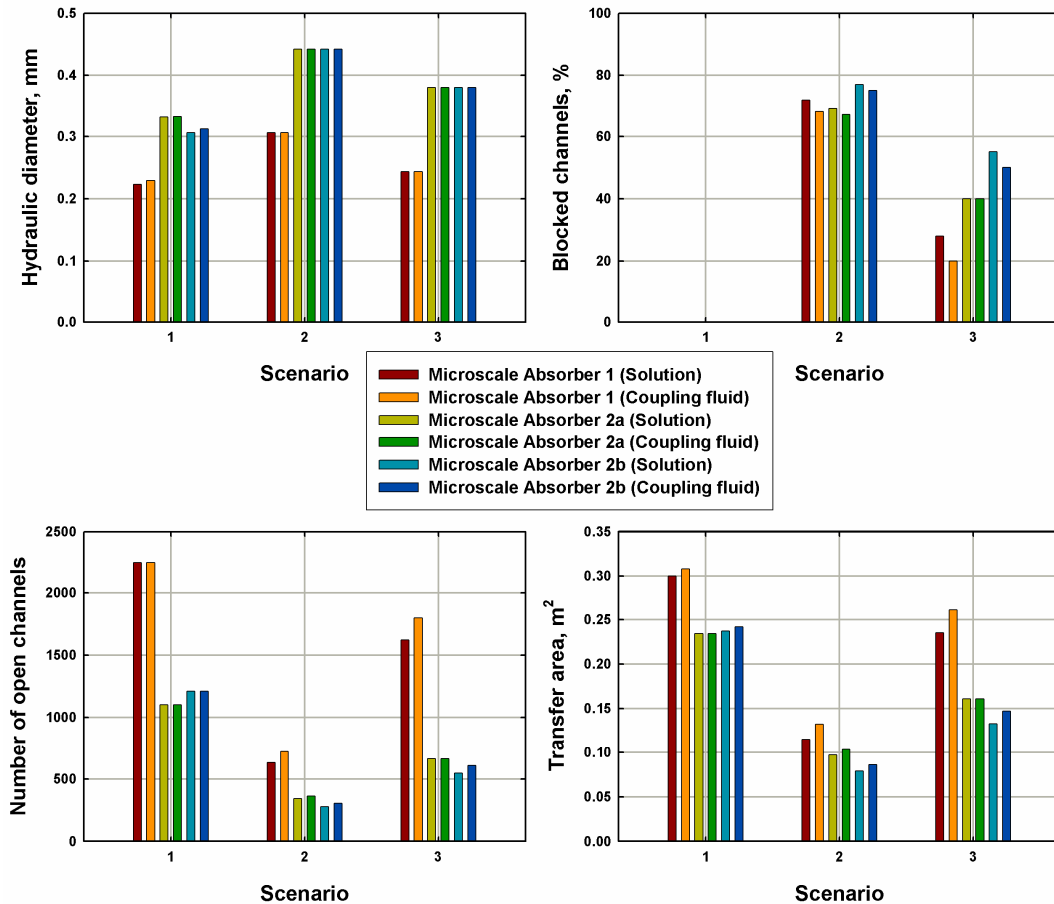 Hydraulic diameter, mm
0.5
0.4
0.3
0.2
0.1
0.0
1 2 3
Scenario
Blocked channels, %
100
80
60
40
20
0
1 2 3
Scenario
Microscale Absorber 1 (Solution)
Microscale Absorber 1 (Coupling fluid)
Microscale Absorber 2a (Solution)
Microscale Absorber 2a (Coupling fluid)
Microscale Absorber 2b (Solution)
Microscale Absorber 2b (Coupling fluid)
Number of open channels
2500
2000
1500
1000
500
0
1 2 3
Scenario
Transfer area, m²
0.35
0.30
0.25
0.20
0.15
0.10
0.05
0.00
1 2 3
Scenario